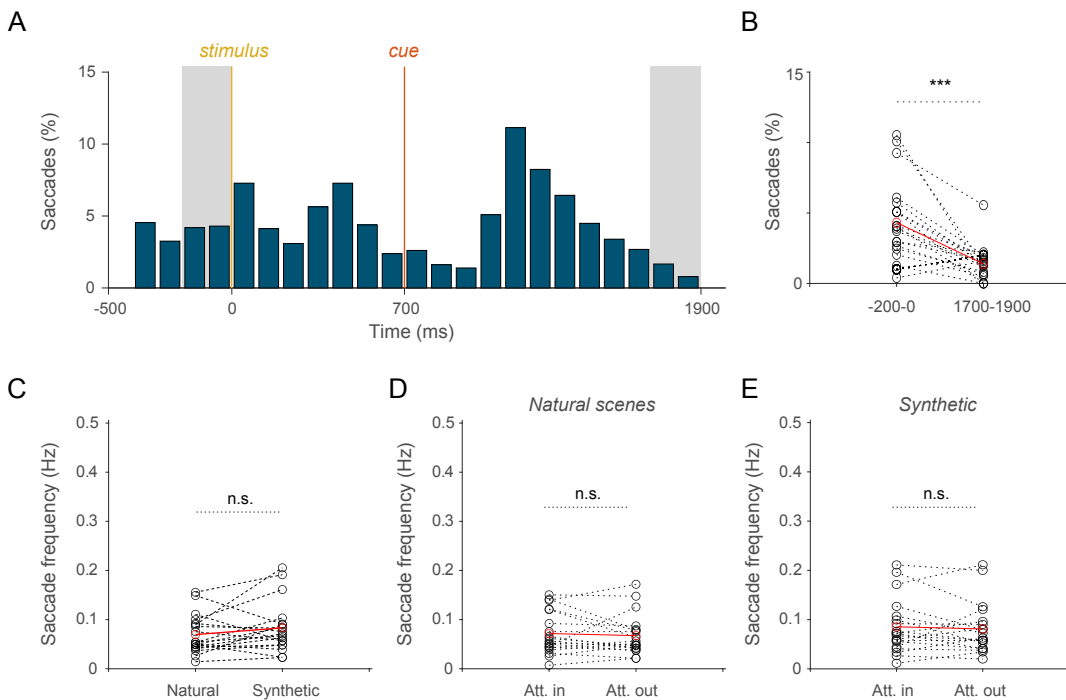 A
stimulus
cue
15
10
5
0
Saccades (%)
-500
0
700
1900
Time (ms)
B
15
0
Saccades (%)
***
-200-0
1700-1900
C
0.5
0.4
0.3
0.2
0.1
0
Saccade frequency (Hz)
n.s.
Natural
Synthetic
D
Natural scenes
0.5
0.4
0.3
0.2
0.1
0
Saccade frequency (Hz)
n.s.
Att. in
Att. out
E
Synthetic
0.5
0.4
0.3
0.2
0.1
0
Saccade frequency (Hz)
n.s.
Att. in
Att. out